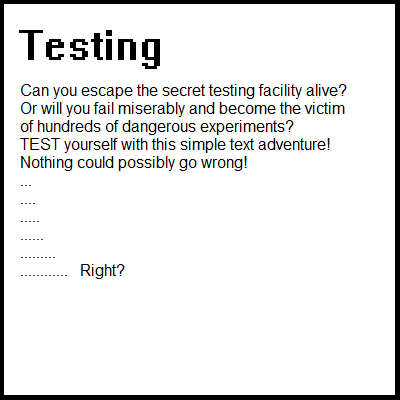 Testing
Can you escape the secret testing facility alive?
Or will you fail miserably and become the victim
of hundreds of dangerous experiments?
TEST yourself with this simple text adventure!
Nothing could possibly go wrong!
...
....
.....
......
.........
............ Right?